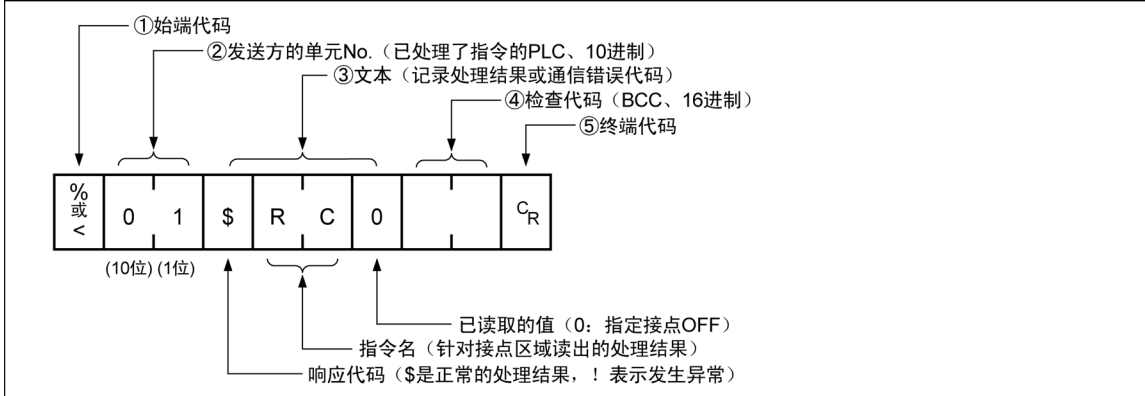 ①始端代码
②发送方的单元No.（已处理了指令的PLC、10进制）
③文本（记录处理结果或通信错误代码）
④检查代码（BCC、16进制）
⑤终端代码
% 或 < 0 1 $ R C 0 CR
(10位) (1位)
已读取的值（0：指定接点OFF）
指令名（针对接点区域读出的处理结果）
响应代码（$是正常的处理结果，！表示发生异常）